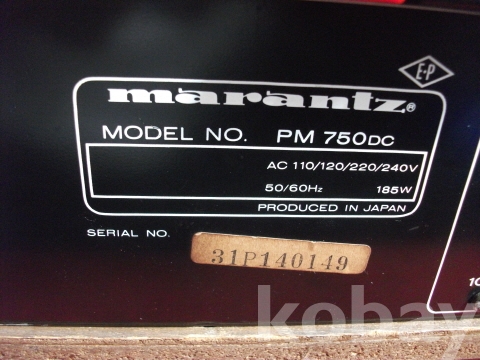 E·P
marantz®
MODEL NO. PM 750DC
AC 110/120/220/240V
50/60Hz 185W
PRODUCED IN JAPAN
SERIAL NO. 31P140149
10
kobay